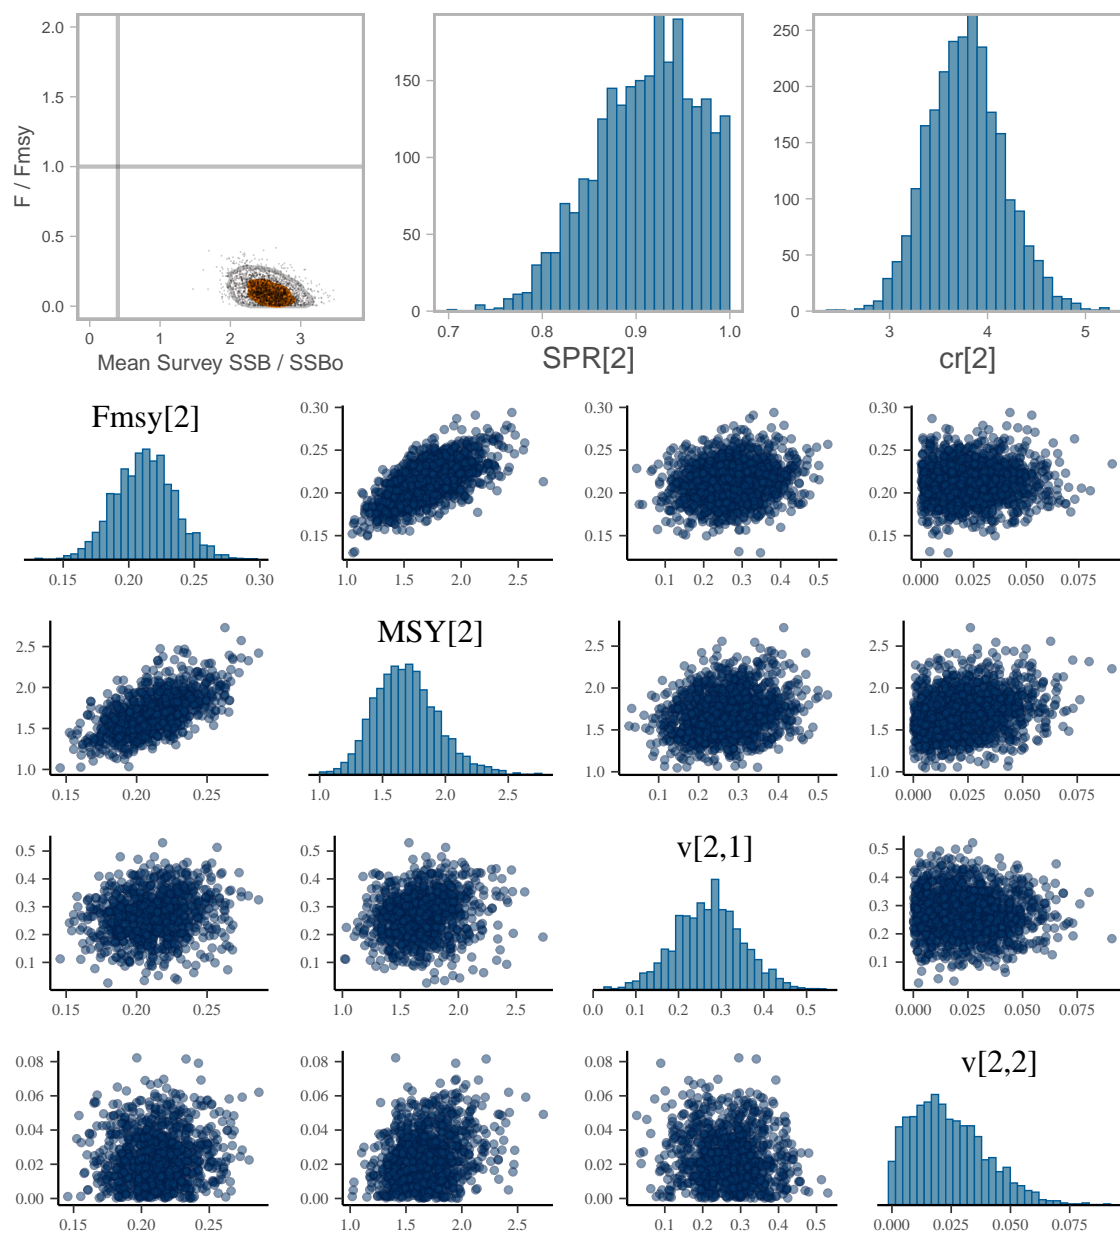 2.0
1.5
1.0
0.5
0.0
F / Fmsy
0 1 2 3
Mean Survey SSB / SSBo
150
100
50
0
0.7 0.8 0.9 1.0
SPR[2]
250
200
150
100
50
0
3 4 5
cr[2]
Fmsy[2]
0.15 0.20 0.25 0.30
0.30
0.25
0.20
0.15
1.0 1.5 2.0 2.5
0.30
0.25
0.20
0.15
0.1 0.2 0.3 0.4 0.5
0.30
0.25
0.20
0.15
0.000 0.025 0.050 0.075
2.5
2.0
1.5
1.0
0.15 0.20 0.25
MSY[2]
1.0 1.5 2.0 2.5
2.5
2.0
1.5
1.0
0.1 0.2 0.3 0.4 0.5
2.5
2.0
1.5
1.0
0.000 0.025 0.050 0.075
0.5
0.4
0.3
0.2
0.1
0.15 0.20 0.25
0.5
0.4
0.3
0.2
0.1
1.0 1.5 2.0 2.5
v[2,1]
0.0 0.1 0.2 0.3 0.4 0.5
0.5
0.4
0.3
0.2
0.1
0.000 0.025 0.050 0.075
0.08
0.06
0.04
0.02
0.00
0.15 0.20 0.25
0.08
0.06
0.04
0.02
0.00
1.0 1.5 2.0 2.5
0.08
0.06
0.04
0.02
0.00
0.1 0.2 0.3 0.4 0.5
v[2,2]
0.000 0.025 0.050 0.075